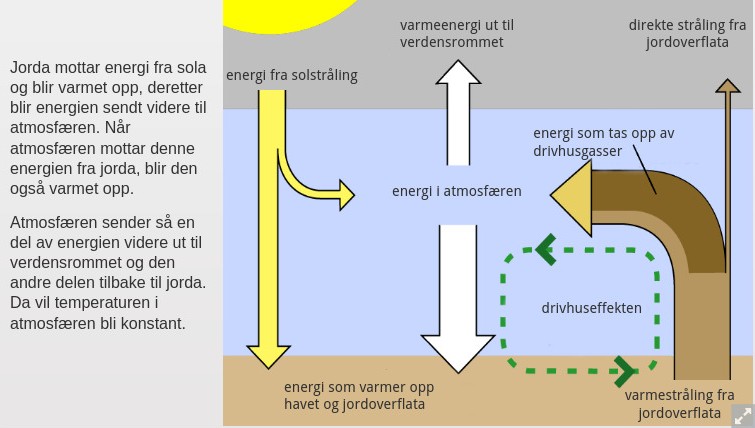 Jorda mottar energi fra sola
og blir varmet opp, deretter
blir energien sendt videre til
atmosfæren. Når
atmosfæren mottar denne
energien fra jorda, blir den
også varmet opp.
Atmosfæren sender så en
del av energien videre ut til
verdensrommet og den
andre delen tilbake til jorda.
Da vil temperaturen i
atmosfæren bli konstant.
varmeenergi ut til
verdensrommet
direkte stråling fra
jordoverflata
energi fra solstråling
energi som tas opp av
drivhusgasser
energi i atmosfæren
drivhuseffekten
energi som varmer opp
havet og jordoverflata
varmestråling fra
jordoverflata